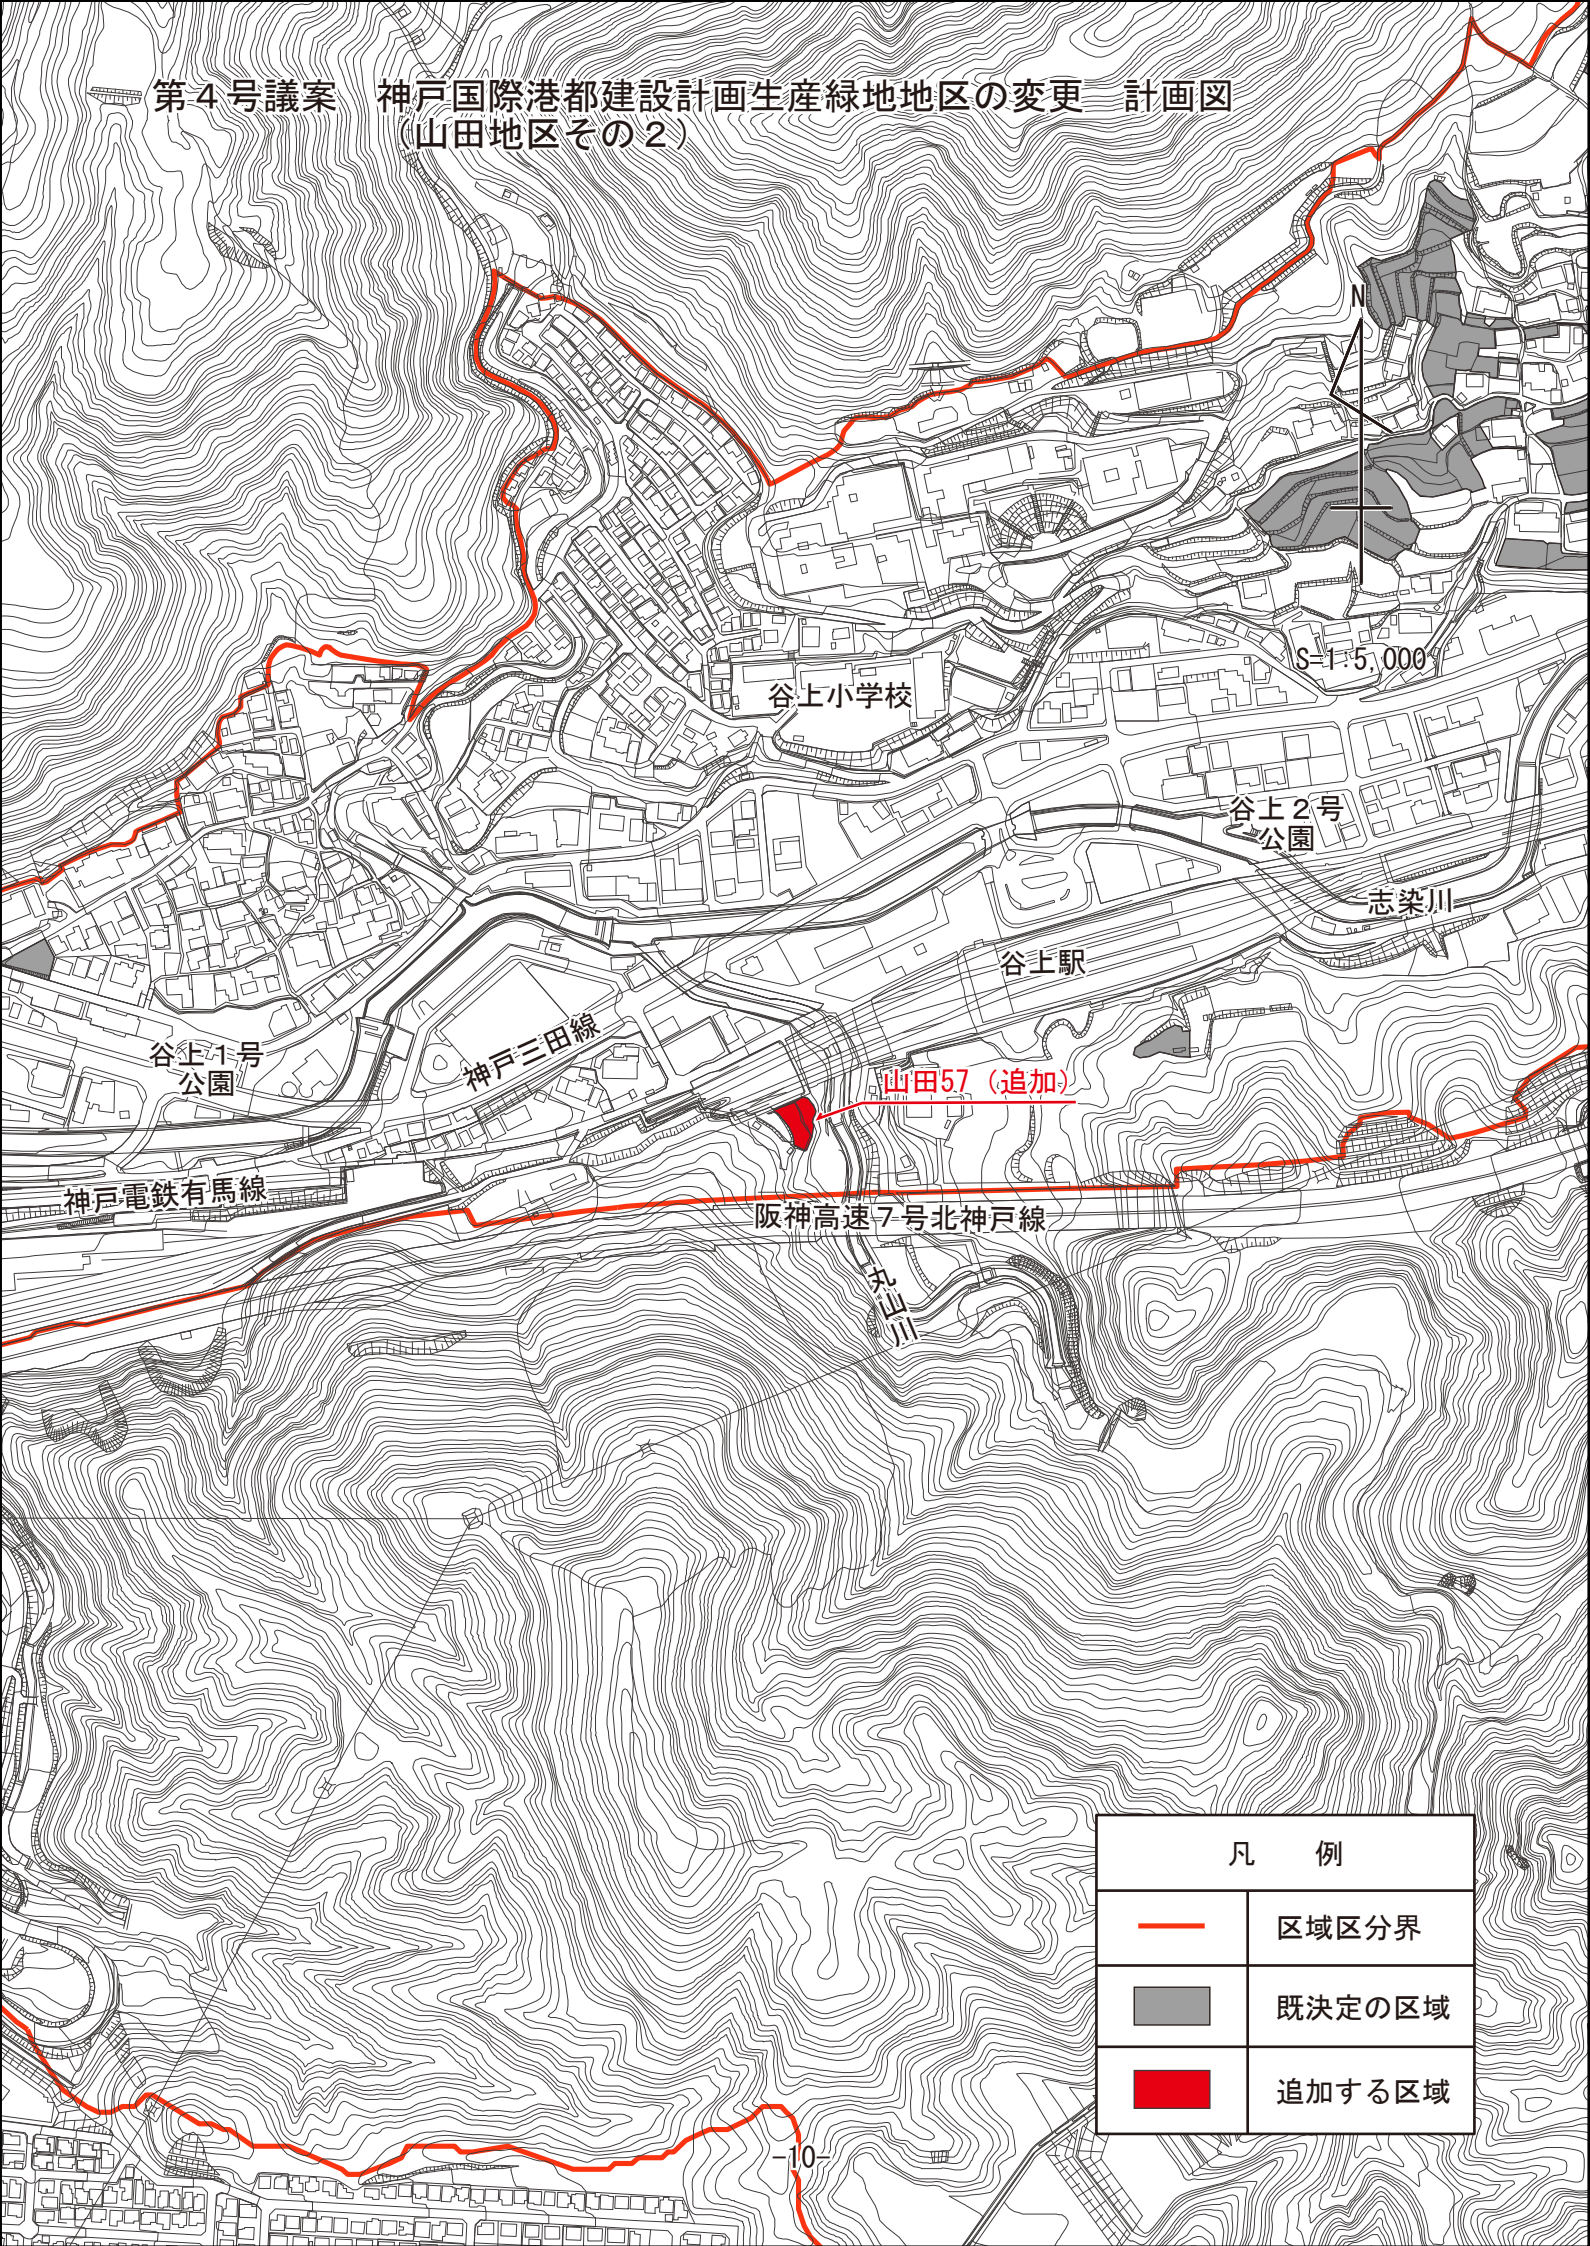 第４号議案　神戸国際港都建設計画生産緑地地区の変更　計画図
（山田地区その２）
N
S=1:5,000
谷上小学校
谷上２号
公園
志染川
谷上駅
神戸三田線
谷上１号
公園
山田57（追加）
神戸電鉄有馬線
阪神高速７号北神戸線
丸山川
凡　例
区域区分界
既決定の区域
追加する区域
-10-